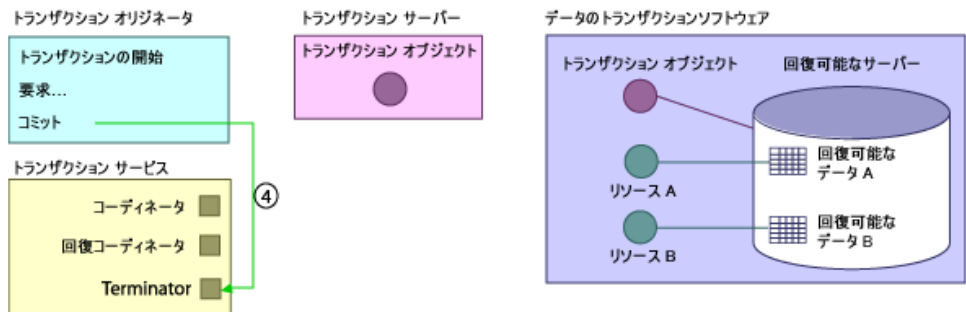 トランザクション オリジネータ
トランザクションの開始
要求...
コミット
トランザクション サービス
コーディネータ
回復コーディネータ
Terminator
④
トランザクション サーバー
トランザクション オブジェクト
データのトランザクションソフトウェア
トランザクション オブジェクト
回復可能なサーバー
リソース A
リソース B
回復可能な
データ A
回復可能な
データ B